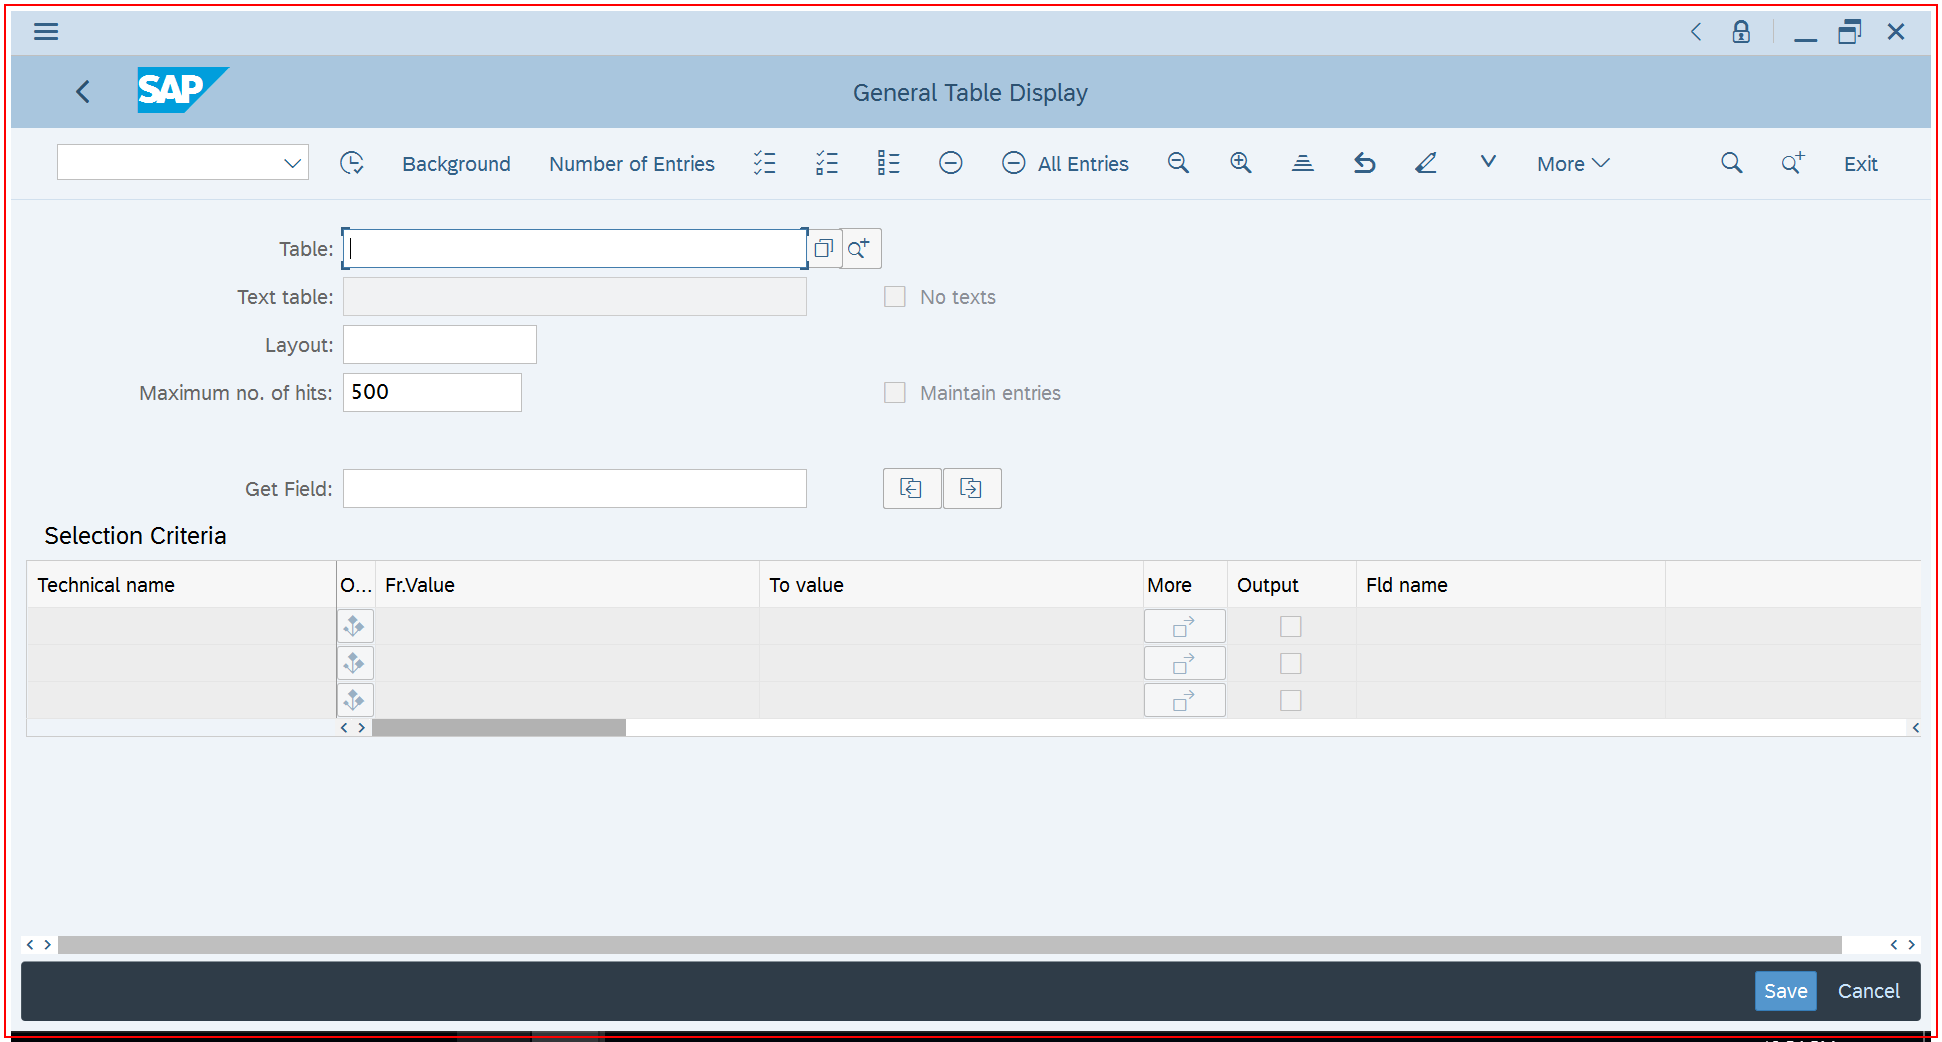 SAP
General Table Display
Background Number of Entries All Entries More Exit
Table:
Text table: No texts
Layout:
Maximum no. of hits: 500 Maintain entries
Get Field:
Selection Criteria
Technical name O... Fr.Value To value More Output Fld name
Save Cancel